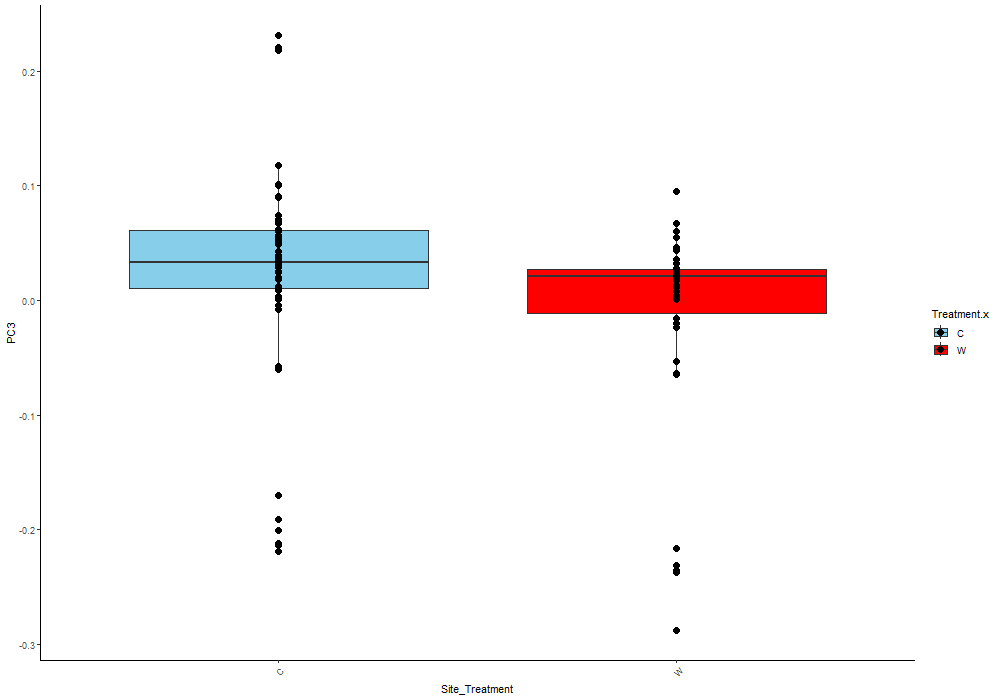 0.2
0.1
0.0
-0.1
-0.2
-0.3
PC3
C
W
Site_Treatment
Treatment.x
C
W